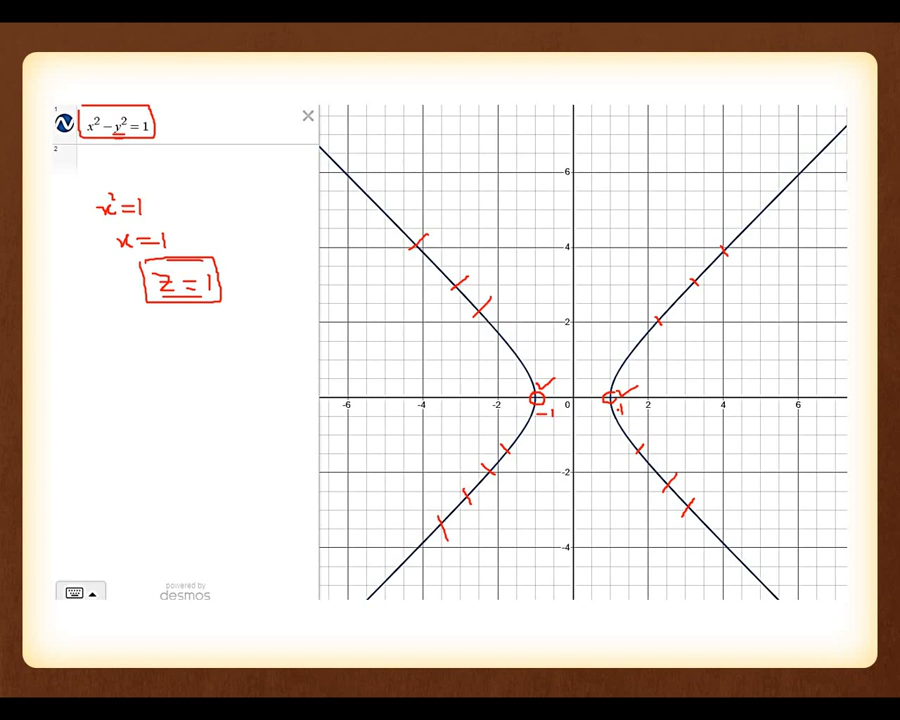 1
x² − y² = 1
2
x² = 1
x = 1
z = 1
6
4
2
-6 -4 -2 0 2 4 6
-1 1
-2
-4
powered by
desmos